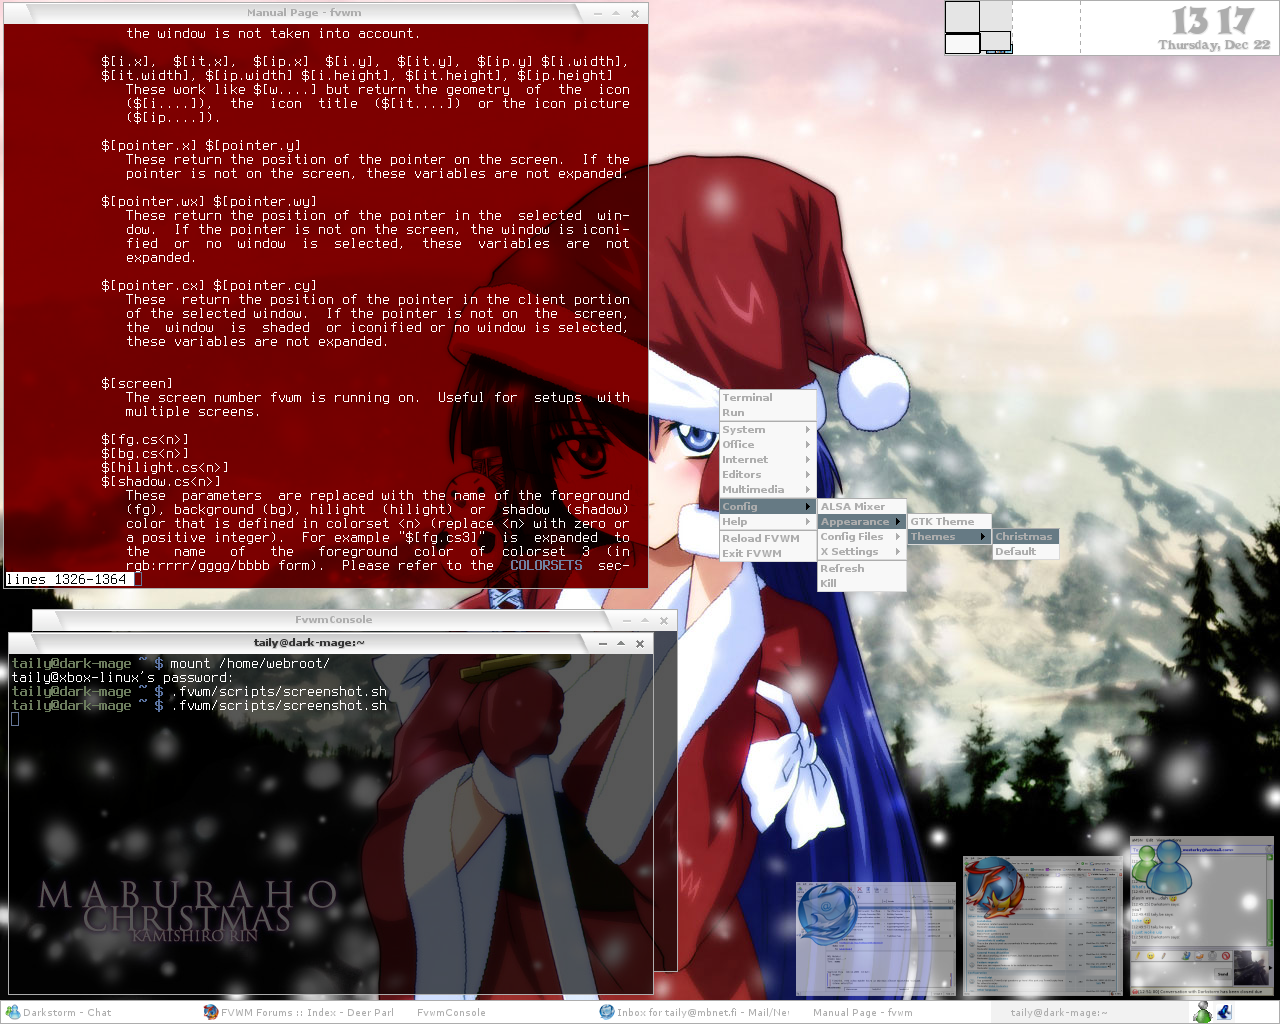 Manual Page - fvwm
the window is not taken into account.
$[i.x], $[it.x], $[ip.x] $[i.y], $[it.y], $[ip.y] $[i.width],
$[it.width], $[ip.width] $[i.height], $[it.height], $[ip.height]
These work like $[w....] but return the geometry of the icon
($[i....]), the icon title ($[it....]) or the icon picture
($[ip....]).
$[pointer.x] $[pointer.y]
These return the position of the pointer on the screen. If the
pointer is not on the screen, these variables are not expanded.
$[pointer.wx] $[pointer.wy]
These return the position of the pointer in the selected win-
dow. If the pointer is not on the screen, the window is iconi-
fied or no window is selected, these variables are not
expanded.
$[pointer.cx] $[pointer.cy]
These return the position of the pointer in the client portion
of the selected window. If the pointer is not on the screen,
the window is shaded or iconified or no window is selected,
these variables are not expanded.
$[screen]
The screen number fvwm is running on. Useful for setups with
multiple screens.
$[fg.cs<n>]
$[bg.cs<n>]
$[hilight.cs<n>]
$[shadow.cs<n>]
These parameters are replaced with the name of the foreground
(fg), background (bg), hilight (hilight) or shadow (shadow)
color that is defined in colorset <n> (replace <n> with zero or
a positive integer). For example "$[fg.cs3]" is expanded to
the name of the foreground color of colorset 3 (in
rgb:rrrr/gggg/bbbb form). Please refer to the COLORSETS sec-
lines 1326-1364
13 17
Thursday, Dec 22
Terminal
Run
System
Office
Internet
Editors
Multimedia
Config
Help
Reload FVWM
Exit FVWM
ALSA Mixer
Appearance
Config Files
X Settings
Refresh
Kill
GTK Theme
Themes
Christmas
Default
FvwmConsole
taily@dark-mage:~
taily@dark-mage ~ $ mount /home/webroot/
taily@xbox-linux's password:
taily@dark-mage ~ $ .fvwm/scripts/screenshot.sh
taily@dark-mage ~ $ .fvwm/scripts/screenshot.sh
MABURAHO
CHRISTMAS
KAMISHIRO RIN
Send
Darkstorm - Chat
FVWM Forums :: Index - Deer Parl
FvwmConsole
Inbox for taily@mbnet.fi - Mail/Ne
Manual Page - fvwm
taily@dark-mage:~